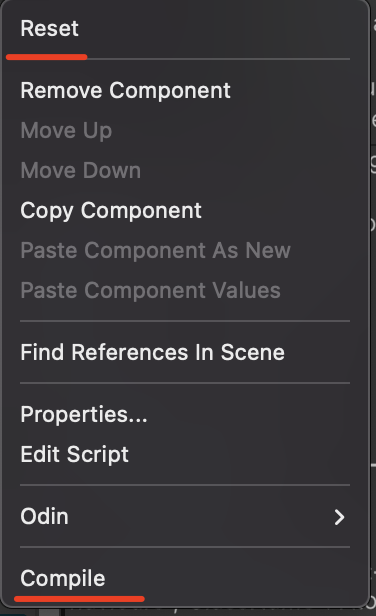 Reset
Remove Component
Move Up
Move Down
Copy Component
Paste Component As New
Paste Component Values
Find References In Scene
Properties...
Edit Script
Odin
Compile